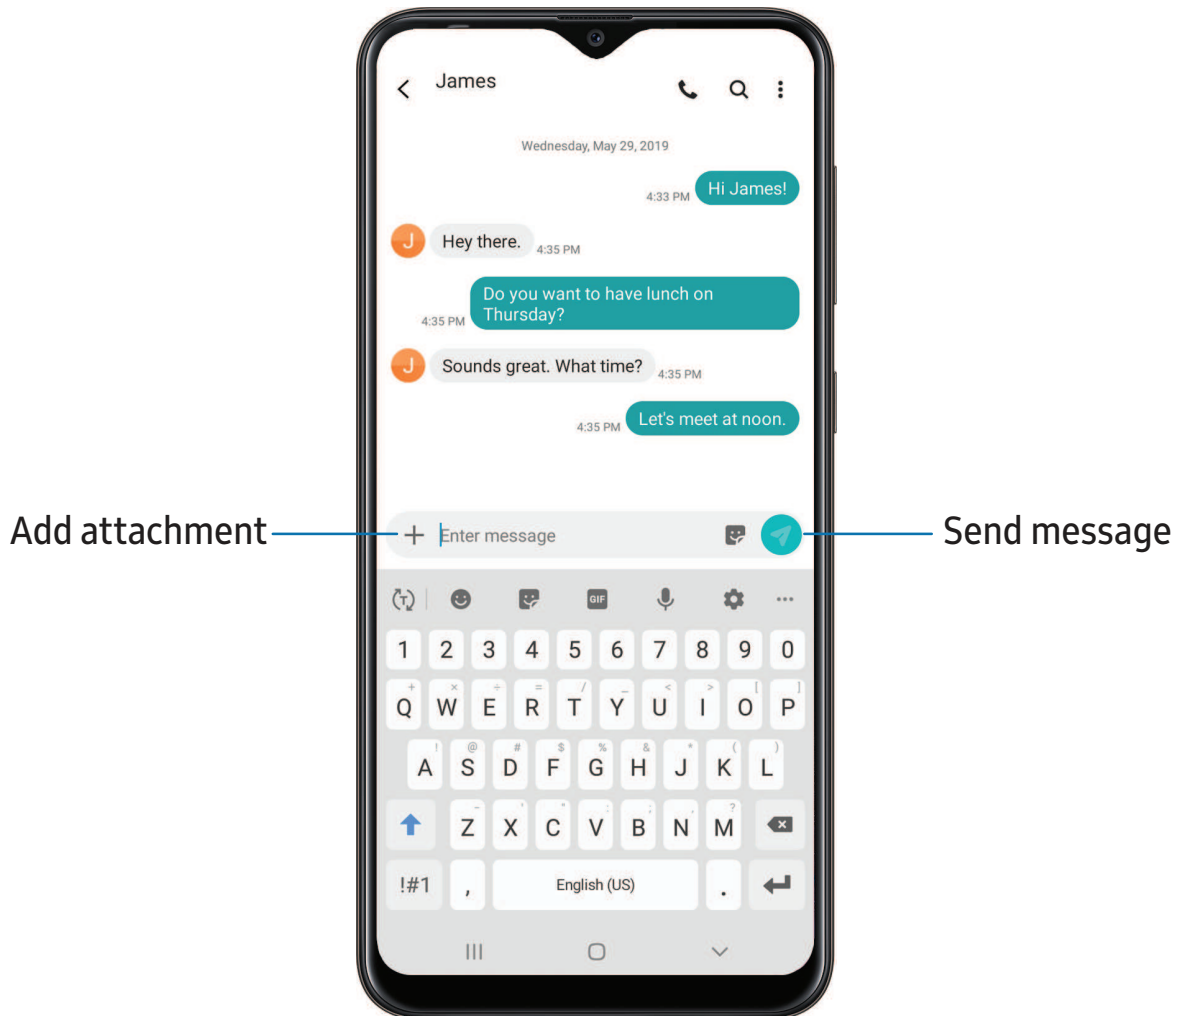 James
Wednesday, May 29, 2019
4:33 PM Hi James!
J Hey there. 4:35 PM
Do you want to have lunch on
4:35 PM Thursday?
J Sounds great. What time? 4:35 PM
4:35 PM Let's meet at noon.
Add attachment + Enter message Send message
T GIF ...
1 2 3 4 5 6 7 8 9 0
+ × ÷ = / _ < > [ ]
Q W E R T Y U I O P
! @ # $ % & * ( )
A S D F G H J K L
- ' " : ; , ?
Z X C V B N M
!#1 , English (US) .